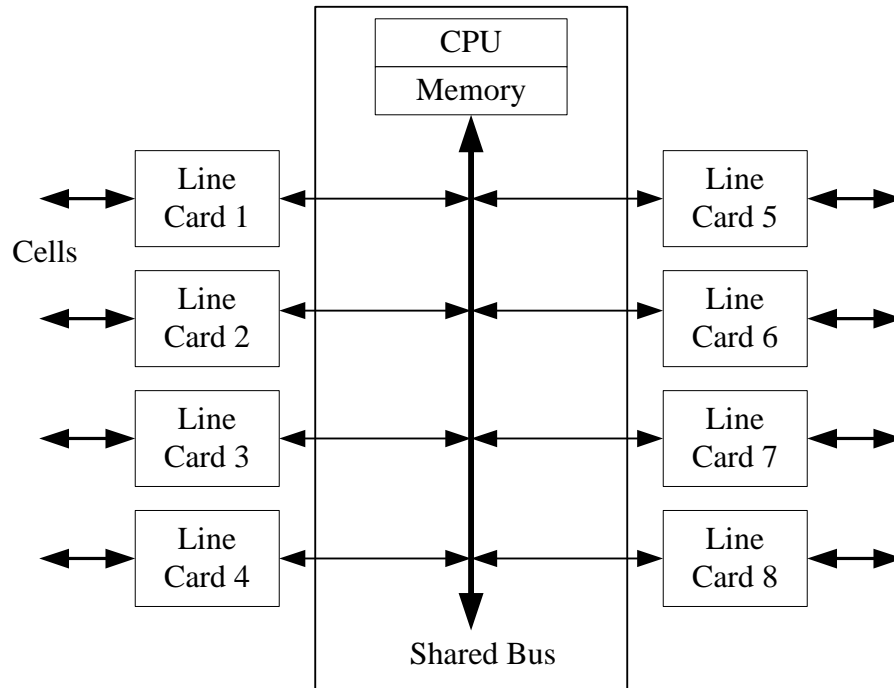 CPU
Memory
Line
Card 1
Line
Card 5
Cells
Line
Card 2
Line
Card 6
Line
Card 3
Line
Card 7
Line
Card 4
Line
Card 8
Shared Bus